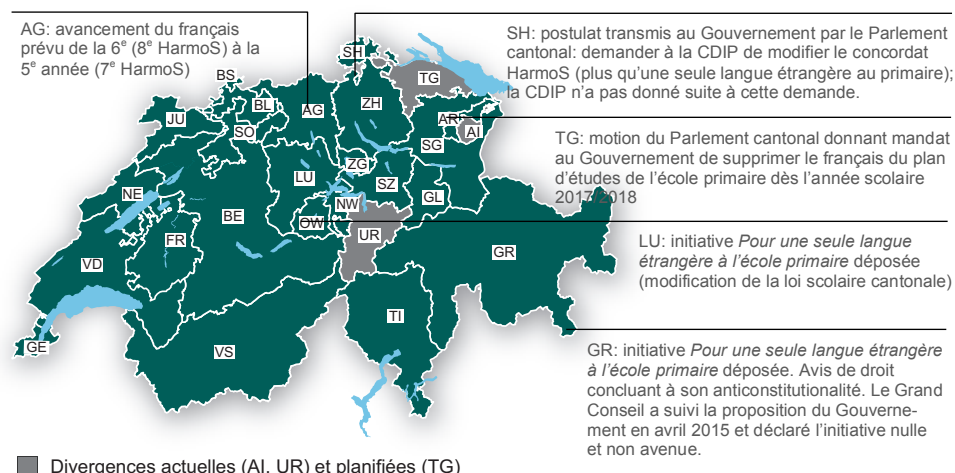 AG: avancement du français
prévu de la 6e (8e HarmoS) à la
5e année (7e HarmoS)
SH: postulat transmis au Gouvernement par le Parlement
cantonal: demander à la CDIP de modifier le concordat
HarmoS (plus qu'une seule langue étrangère au primaire);
la CDIP n'a pas donné suite à cette demande.
TG: motion du Parlement cantonal donnant mandat
au Gouvernement de supprimer le français du plan
d'études de l'école primaire dès l'année scolaire
2017/2018
LU: initiative Pour une seule langue
étrangère à l'école primaire déposée
(modification de la loi scolaire cantonale)
GR: initiative Pour une seule langue étrangère
à l'école primaire déposée. Avis de droit
concluant à son anticonstitutionalité. Le Grand
Conseil a suivi la proposition du Gouverne-
ment en avril 2015 et déclaré l'initiative nulle
et non avenue.
SH
BS
TG
BL
AG
ZH
JU
AR
SO
AI
SG
ZG
LU
SZ
NE
GL
NW
BE
OW
FR
UR
GR
VD
TI
GE
VS
Divergences actuelles (AI, UR) et planifiées (TG)